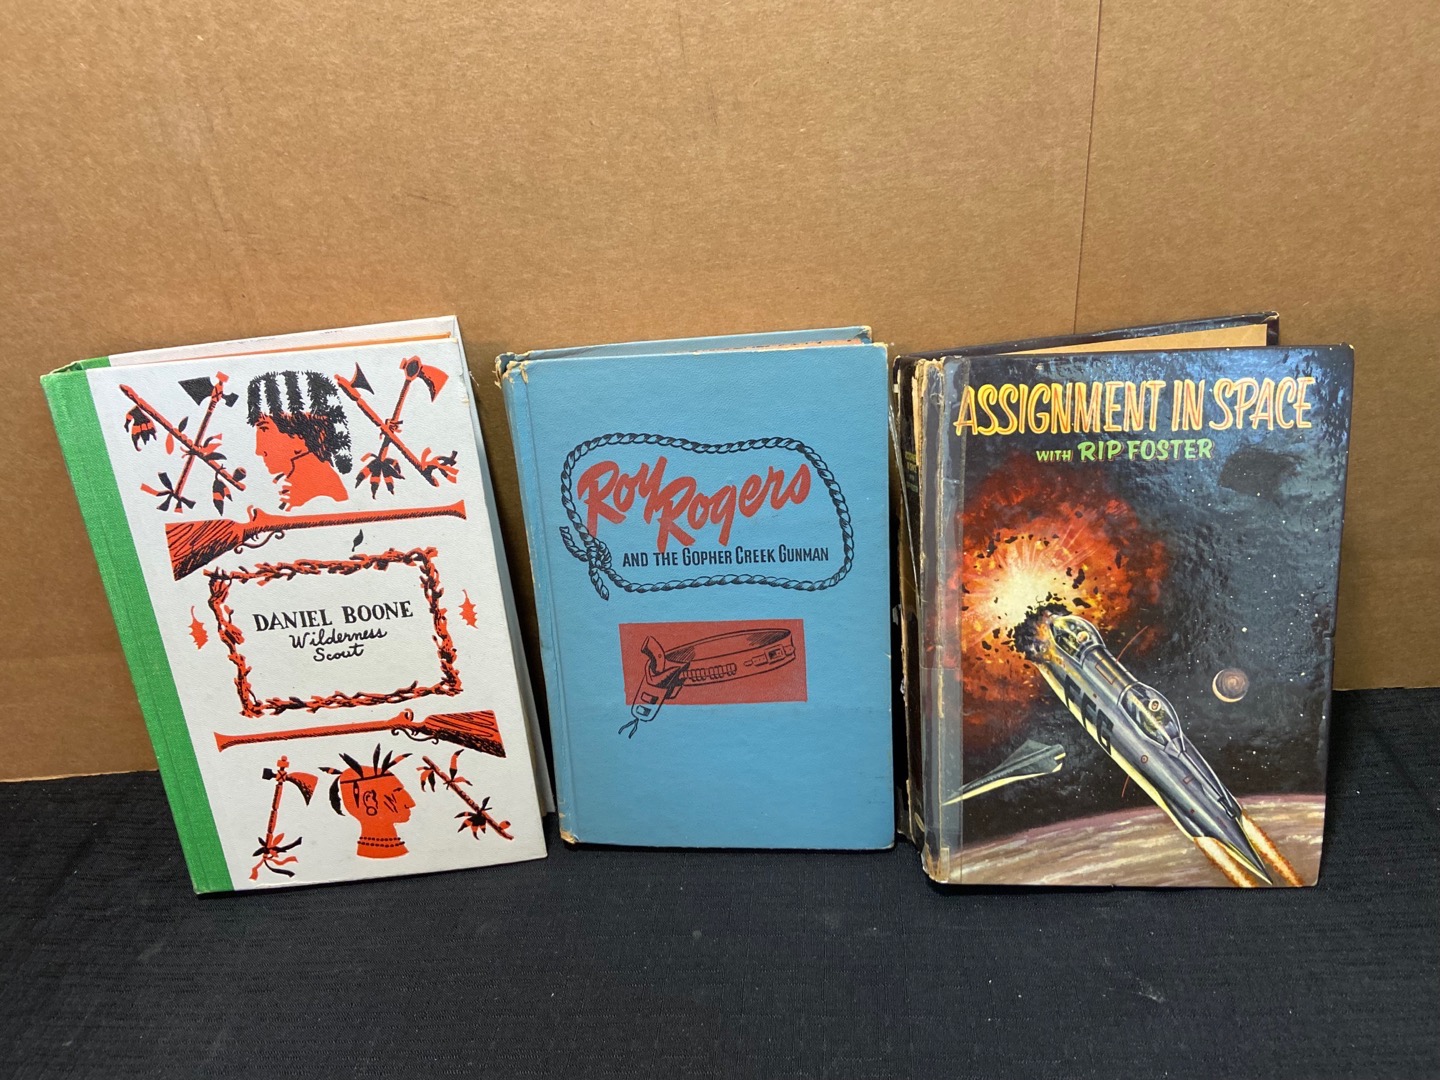 DANIEL BOONE
Wilderness
Scout
Roy Rogers
AND THE GOPHER CREEK GUNMAN
ASSIGNMENT IN SPACE
WITH RIP FOSTER